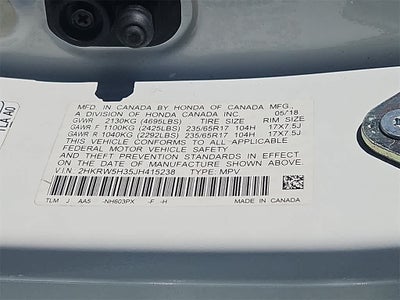 MFD. IN CANADA BY HONDA OF CANADA MFG.,
A DIVISION OF HONDA CANADA INC 05/18
GVWR 2130KG (4695LBS) TIRE SIZE RIM SIZE
GAWR F 1100KG (2425LBS) 235/65R17 104H 17X7.5J
GAWR R 1040KG (2292LBS) 235/65R17 104H 17X7.5J
THIS VEHICLE CONFORMS TO ALL APPLICABLE
FEDERAL MOTOR VEHICLE SAFETY
AND THEFT PREVENTION STANDARDS IN EFFECT
ON THE DATE OF MANUFACTURE SHOWN ABOVE.
V.I.N. 2HKRW5H35JH415238 TYPE: MPV
TLM J AA5 -NH603PX -F -H MADE IN CANADA